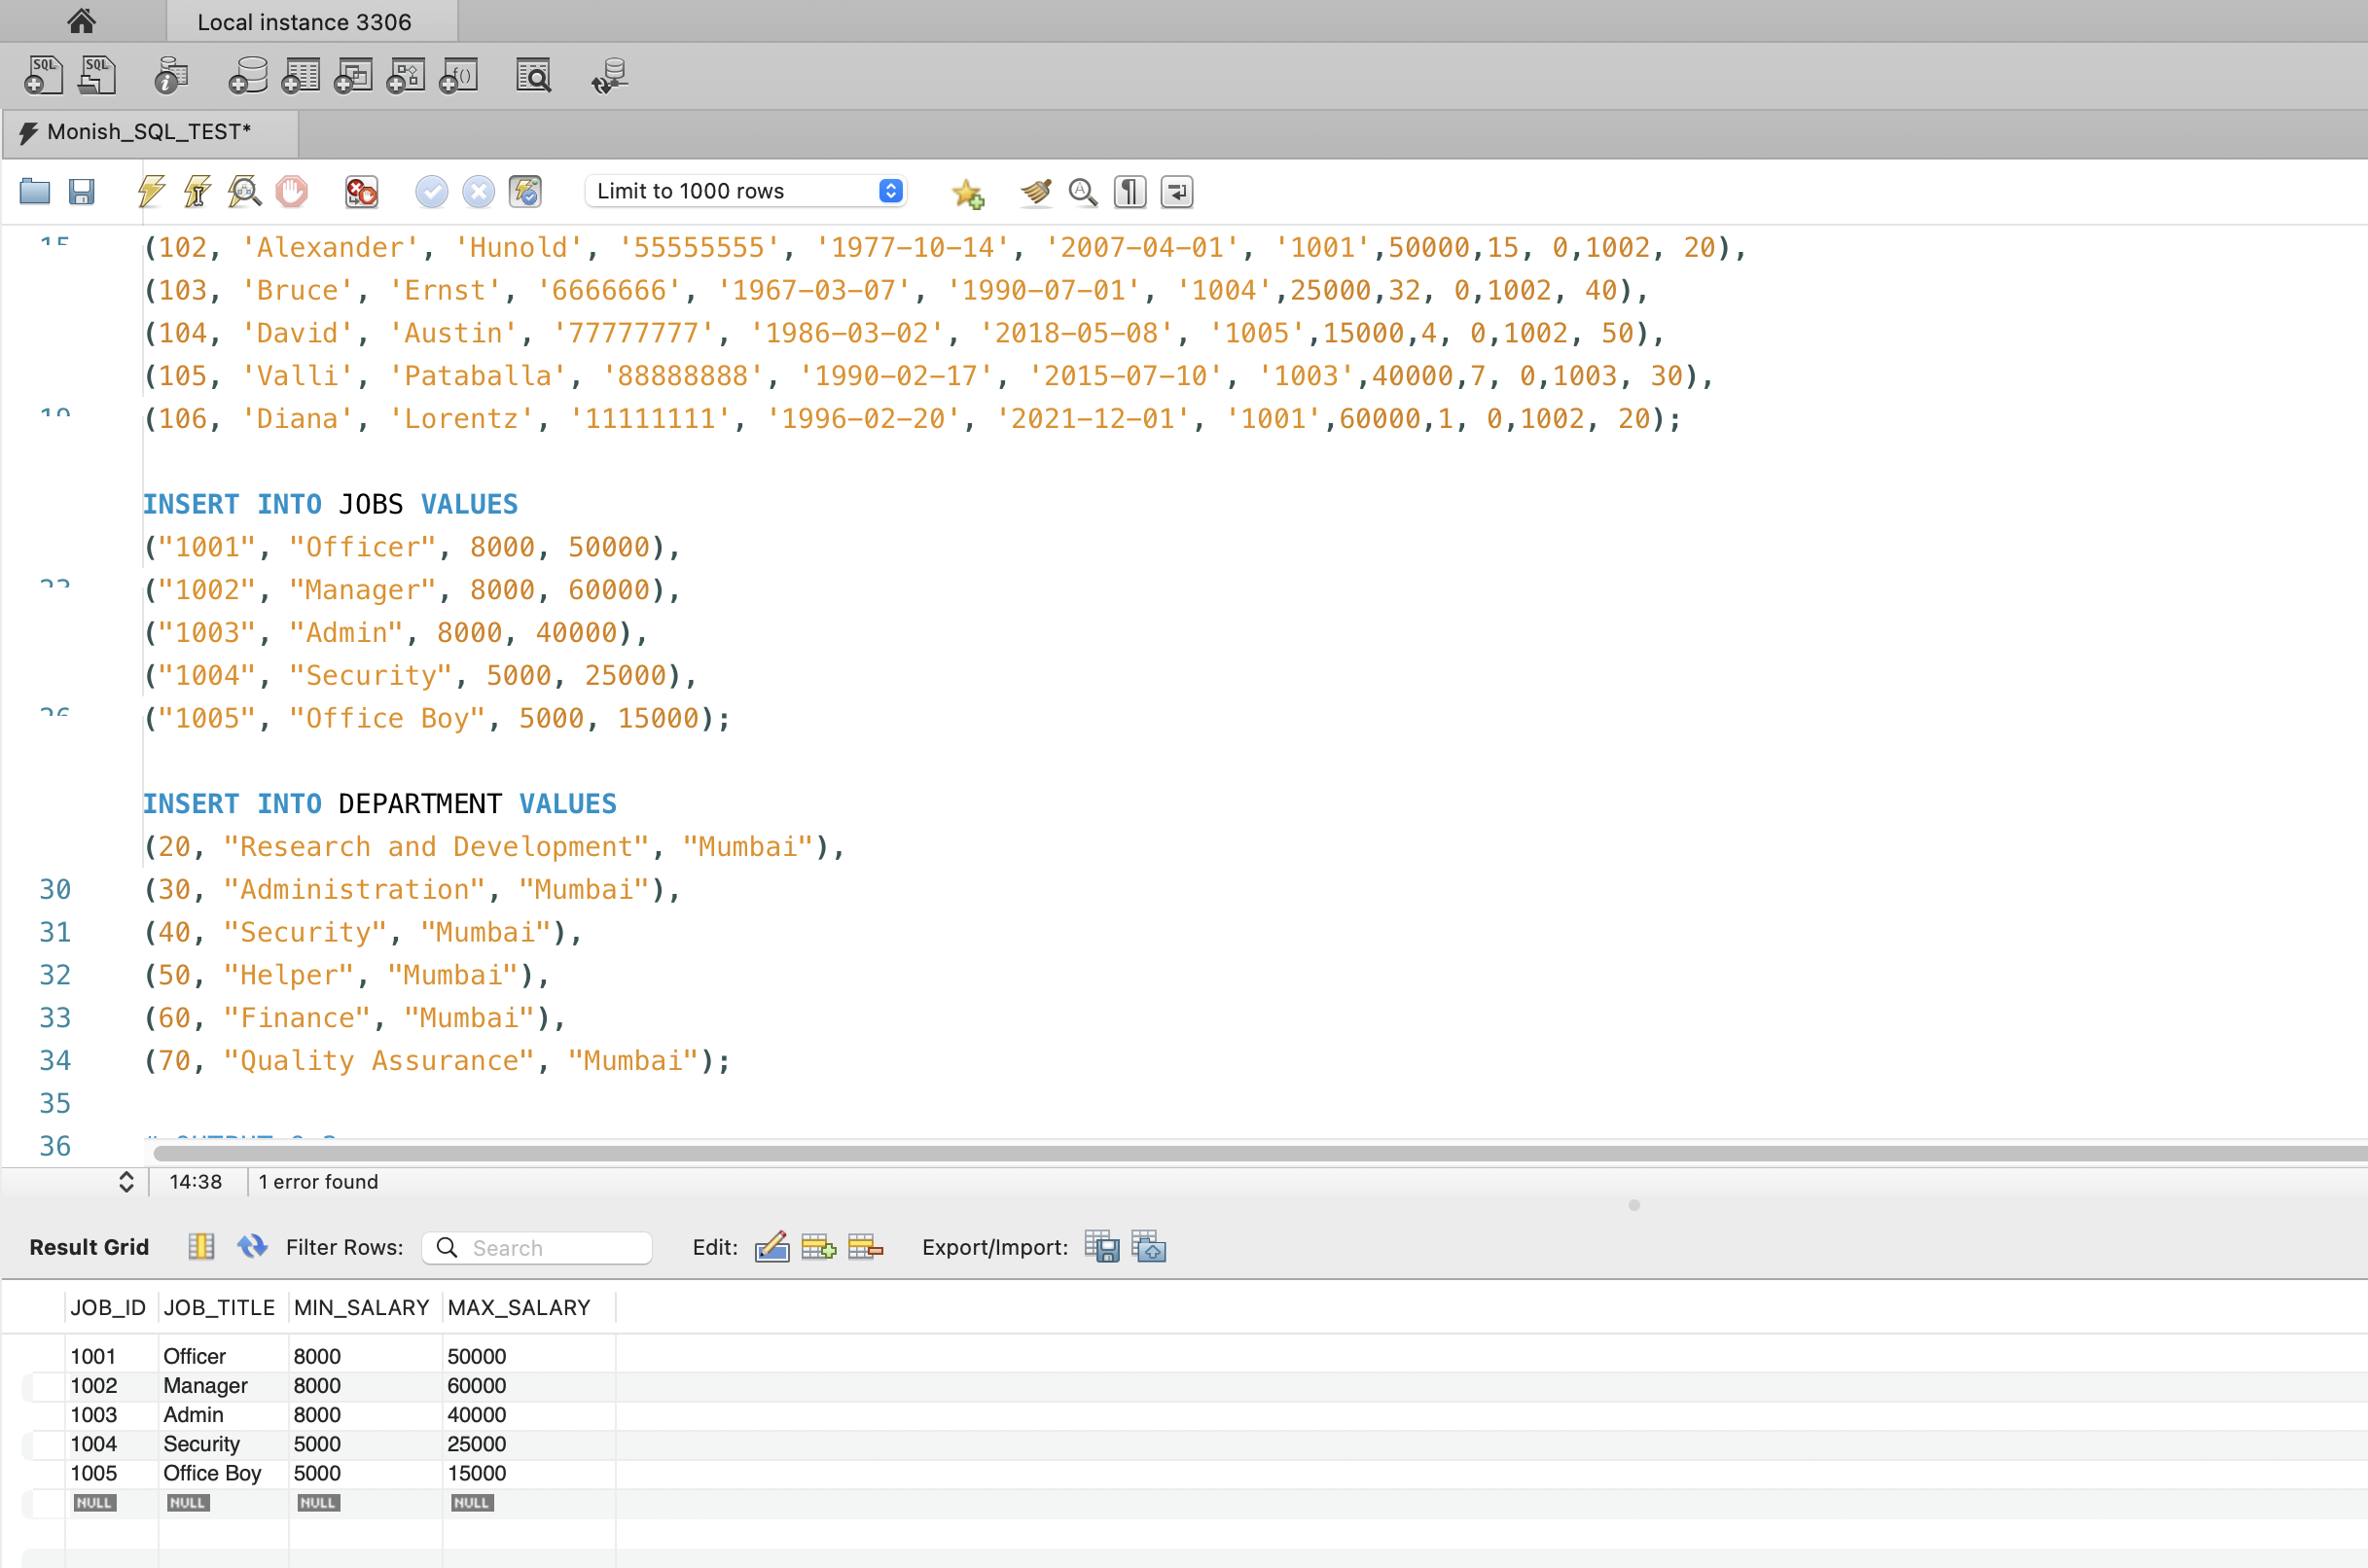 Local instance 3306
SQL SQL
Monish_SQL_TEST*
Limit to 1000 rows
(102, 'Alexander', 'Hunold', '55555555', '1977-10-14', '2007-04-01', '1001',50000,15, 0,1002, 20),
(103, 'Bruce', 'Ernst', '6666666', '1967-03-07', '1990-07-01', '1004',25000,32, 0,1002, 40),
(104, 'David', 'Austin', '77777777', '1986-03-02', '2018-05-08', '1005',15000,4, 0,1002, 50),
(105, 'Valli', 'Pataballa', '88888888', '1990-02-17', '2015-07-10', '1003',40000,7, 0,1003, 30),
(106, 'Diana', 'Lorentz', '11111111', '1996-02-20', '2021-12-01', '1001',60000,1, 0,1002, 20);
INSERT INTO JOBS VALUES
("1001", "Officer", 8000, 50000),
("1002", "Manager", 8000, 60000),
("1003", "Admin", 8000, 40000),
("1004", "Security", 5000, 25000),
("1005", "Office Boy", 5000, 15000);
INSERT INTO DEPARTMENT VALUES
(20, "Research and Development", "Mumbai"),
30 (30, "Administration", "Mumbai"),
31 (40, "Security", "Mumbai"),
32 (50, "Helper", "Mumbai"),
33 (60, "Finance", "Mumbai"),
34 (70, "Quality Assurance", "Mumbai");
35
36
14:38 1 error found
Result Grid Filter Rows: Search Edit: Export/Import:
JOB_ID JOB_TITLE MIN_SALARY MAX_SALARY
1001 Officer 8000 50000
1002 Manager 8000 60000
1003 Admin 8000 40000
1004 Security 5000 25000
1005 Office Boy 5000 15000
NULL NULL NULL NULL